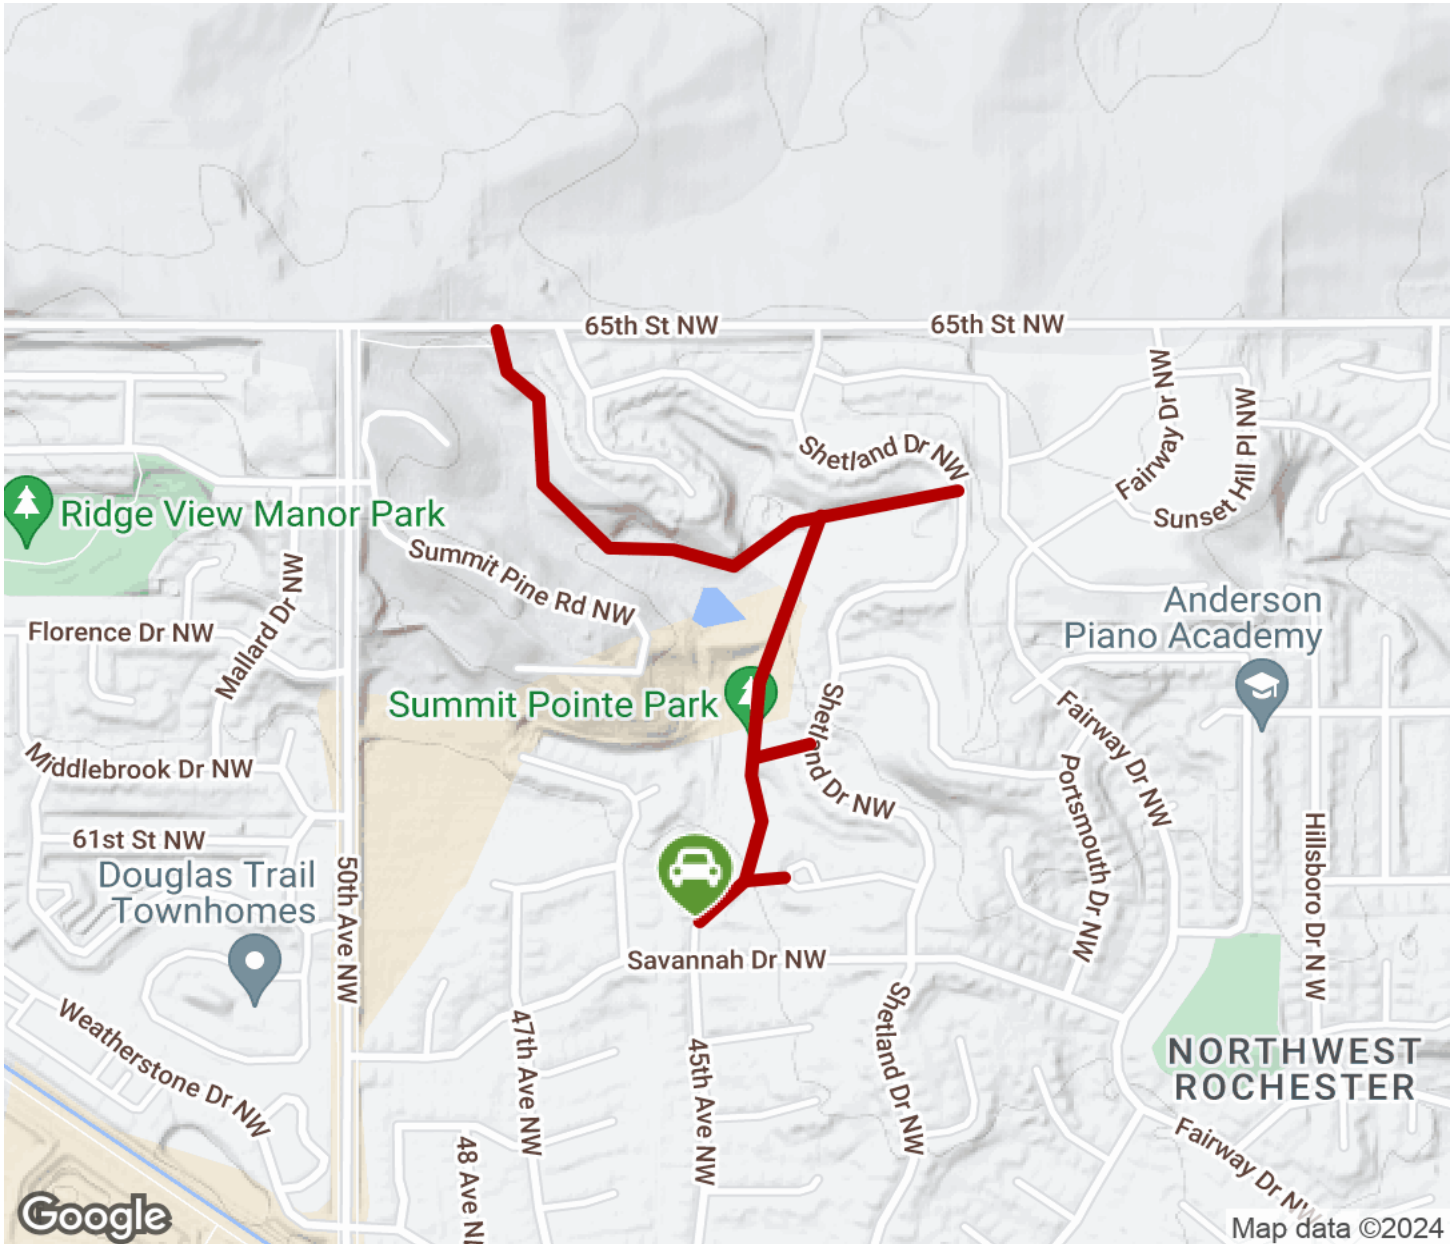 65th St NW
65th St NW
Fairway Dr NW
Sunset Hill Pl NW
Shetland Dr NW
Ridge View Manor Park
Summit Pine Rd NW
Mallard Dr NW
Florence Dr NW
Anderson
Piano Academy
Summit Pointe Park
Shetland Dr NW
Fairway Dr NW
Middlebrook Dr NW
Portsmouth Dr NW
Hillsboro Dr N W
61st St NW
Douglas Trail
Townhomes
50th Ave NW
Savannah Dr NW
Weatherstone Dr NW
47th Ave NW
45th Ave NW
Shetland Dr NW
NORTHWEST
ROCHESTER
48 Ave N
Fairway Dr NW
Google
Map data ©2024